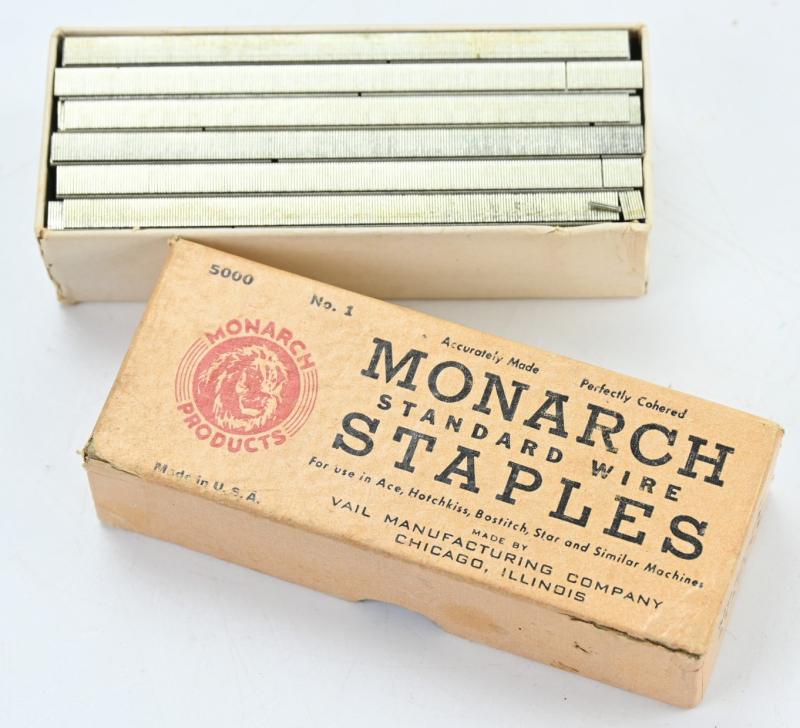 5000
No. 1
MONARCH
PRODUCTS
Made in U.S.A.
Accurately Made
Perfectly Cohered
MONARCH
STANDARD WIRE
STAPLES
For use in Ace, Hotchkiss, Bostitch, Star and Similar Machines
MADE BY
VAIL MANUFACTURING COMPANY
CHICAGO, ILLINOIS